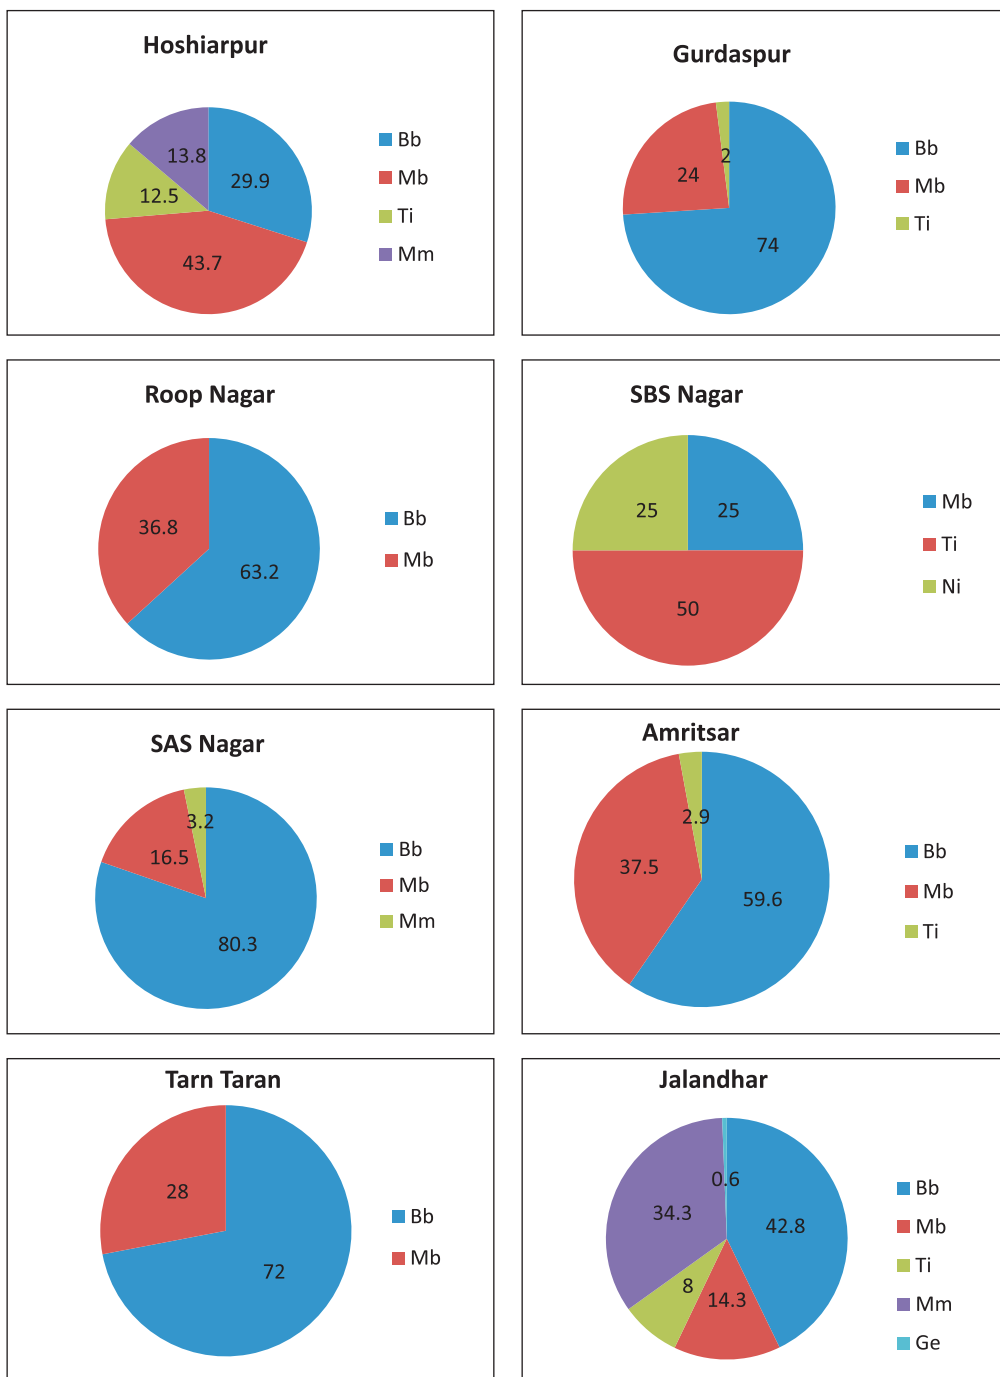 Hoshiarpur
13.8
29.9
12.5
43.7
Bb
Mb
Ti
Mm
Gurdaspur
2
24
74
Bb
Mb
Ti
Roop Nagar
36.8
63.2
Bb
Mb
SBS Nagar
25
25
50
Mb
Ti
Ni
SAS Nagar
3.2
16.5
80.3
Bb
Mb
Mm
Amritsar
2.9
37.5
59.6
Bb
Mb
Ti
Tarn Taran
28
72
Bb
Mb
Jalandhar
0.6
34.3
42.8
8
14.3
Bb
Mb
Ti
Mm
Ge